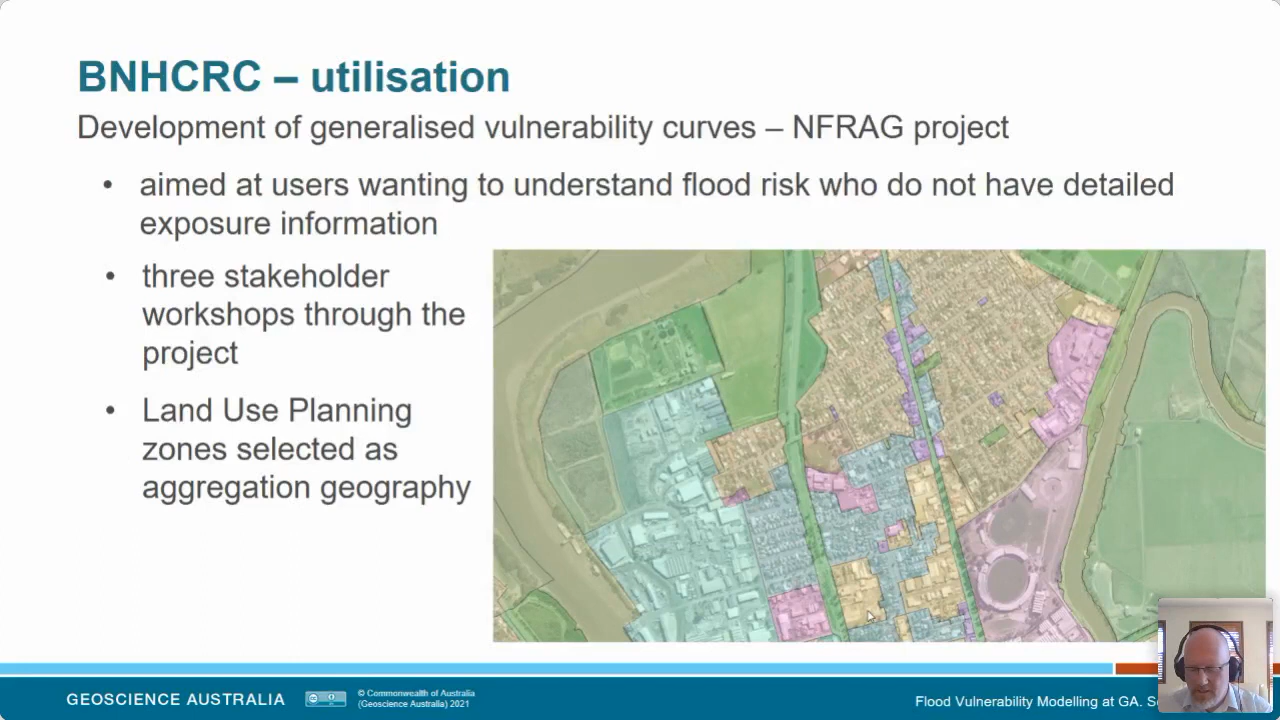 BNHCRC – utilisation
Development of generalised vulnerability curves – NFRAG project
• aimed at users wanting to understand flood risk who do not have detailed
exposure information
• three stakeholder
workshops through the
project
• Land Use Planning
zones selected as
aggregation geography
GEOSCIENCE AUSTRALIA
© Commonwealth of Australia
(Geoscience Australia) 2021
Flood Vulnerability Modelling at GA.